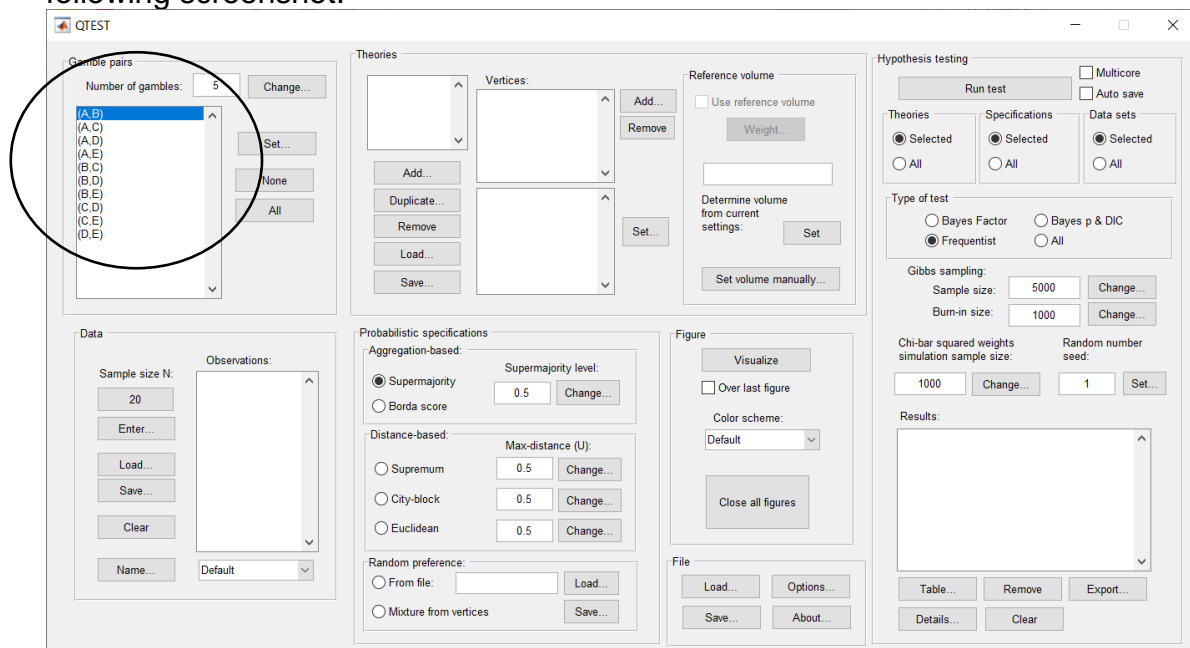 following screenshot.
QTEST
Gamble pairs
Number of gambles: 5 Change...
(A,B)
(A,C)
(A,D)
(A,E)
(B,C)
(B,D)
(B,E)
(C,D)
(C,E)
(D,E)
Set...
None
All
Theories
Add...
Duplicate...
Remove
Load...
Save...
Vertices:
Add...
Remove
Set...
Reference volume
Use reference volume
Weight...
Determine volume
from current
settings: Set
Set volume manually...
Hypothesis testing
Run test
Multicore
Auto save
Theories
Selected
All
Specifications
Selected
All
Data sets
Selected
All
Type of test
Bayes Factor Bayes p & DIC
Frequentist All
Gibbs sampling:
Sample size: 5000 Change...
Burn-in size: 1000 Change...
Chi-bar squared weights
simulation sample size:
1000 Change...
Random number
seed:
1 Set...
Results:
Table... Remove Export...
Details... Clear
Data
Sample size N:
20
Enter...
Load...
Save...
Clear
Name... Default
Observations:
Probabilistic specifications
Aggregation-based:
Supermajority level:
Supermajority 0.5 Change...
Borda score
Distance-based:
Max-distance (U):
Supremum 0.5 Change...
City-block 0.5 Change...
Euclidean 0.5 Change...
Random preference:
From file: Load...
Mixture from vertices Save...
Figure
Visualize
Over last figure
Color scheme:
Default
Close all figures
File
Load... Options...
Save... About...